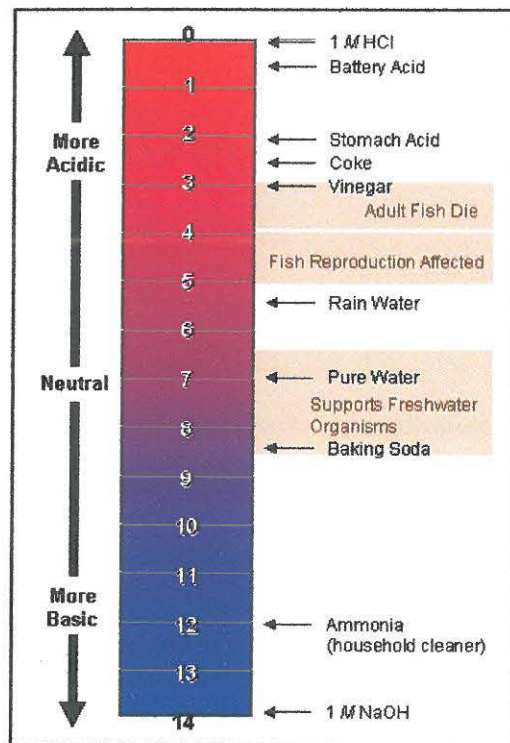 0
1 M HCl
Battery Acid
1
More
Acidic
2
Stomach Acid
Coke
3
Vinegar
Adult Fish Die
4
Fish Reproduction Affected
5
Rain Water
6
Neutral
7
Pure Water
Supports Freshwater
Organisms
8
Baking Soda
9
10
11
More
Basic
12
Ammonia
(household cleaner)
13
14
1 M NaOH